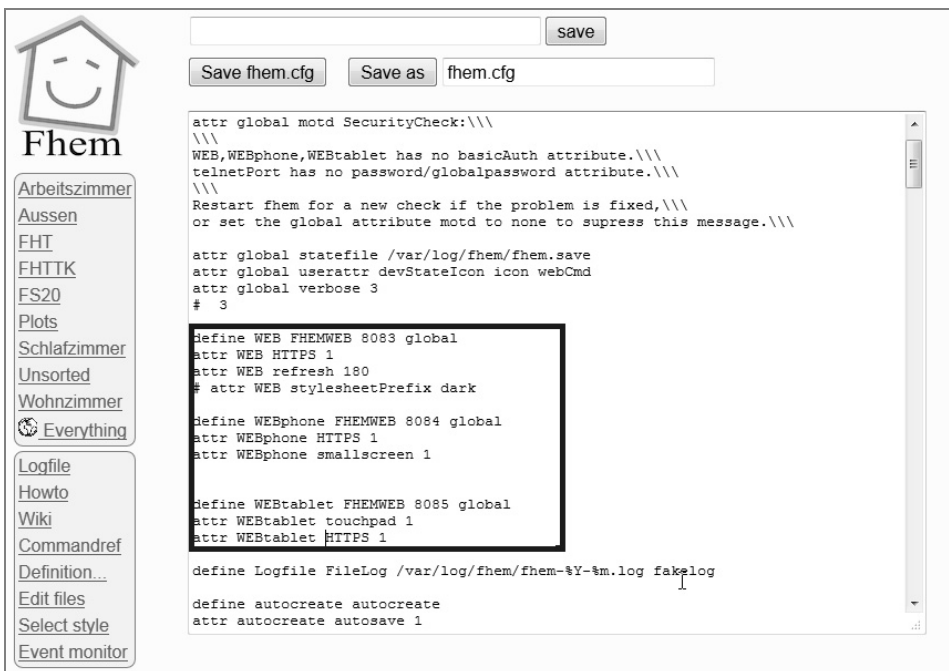 save
Save fhem.cfg
Save as
fhem.cfg
Fhem
Arbeitszimmer
Aussen
FHT
FHTTK
FS20
Plots
Schlafzimmer
Unsorted
Wohnzimmer
Everything
Logfile
Howto
Wiki
Commandref
Definition...
Edit files
Select style
Event monitor
attr global motd SecurityCheck:\\\
\\\
WEB,WEBphone,WEBtablet has no basicAuth attribute.\\\
telnetPort has no password/globalpassword attribute.\\\
\\\
Restart fhem for a new check if the problem is fixed,\\\
or set the global attribute motd to none to supress this message.\\\
attr global statefile /var/log/fhem/fhem.save
attr global userattr devStateIcon icon webCmd
attr global verbose 3
#  3
define WEB FHEMWEB 8083 global
attr WEB HTTPS 1
attr WEB refresh 180
# attr WEB stylesheetPrefix dark
define WEBphone FHEMWEB 8084 global
attr WEBphone HTTPS 1
attr WEBphone smallscreen 1
define WEBtablet FHEMWEB 8085 global
attr WEBtablet touchpad 1
attr WEBtablet HTTPS 1
define Logfile FileLog /var/log/fhem/fhem-%Y-%m.log fakelog
define autocreate autocreate
attr autocreate autosave 1